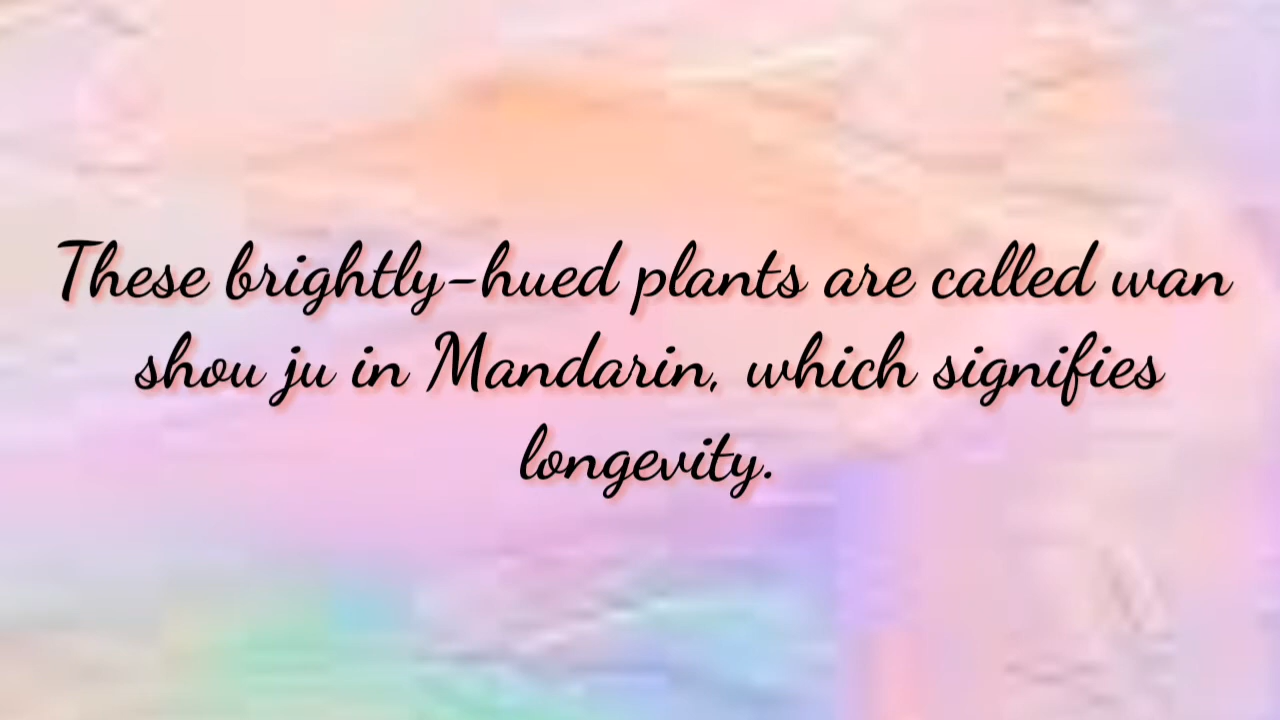 These brightly-hued plants are called wan
shou ju in Mandarin, which signifies
longevity.